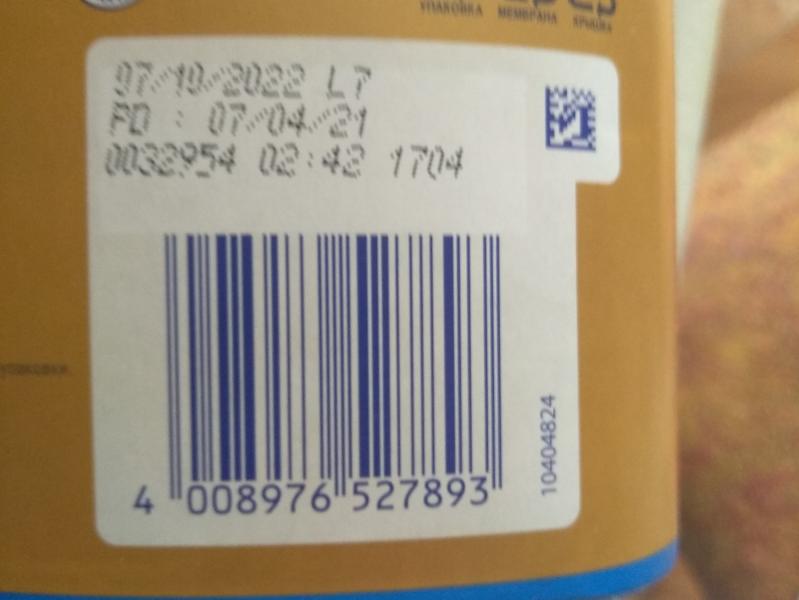 УПАКОВКА МЕМБРАНА КРЫШКА
07/10/2022 L7
PD : 07/04/21
0032954 02:42 1704
упаковки.
10404824
4 008976 527893